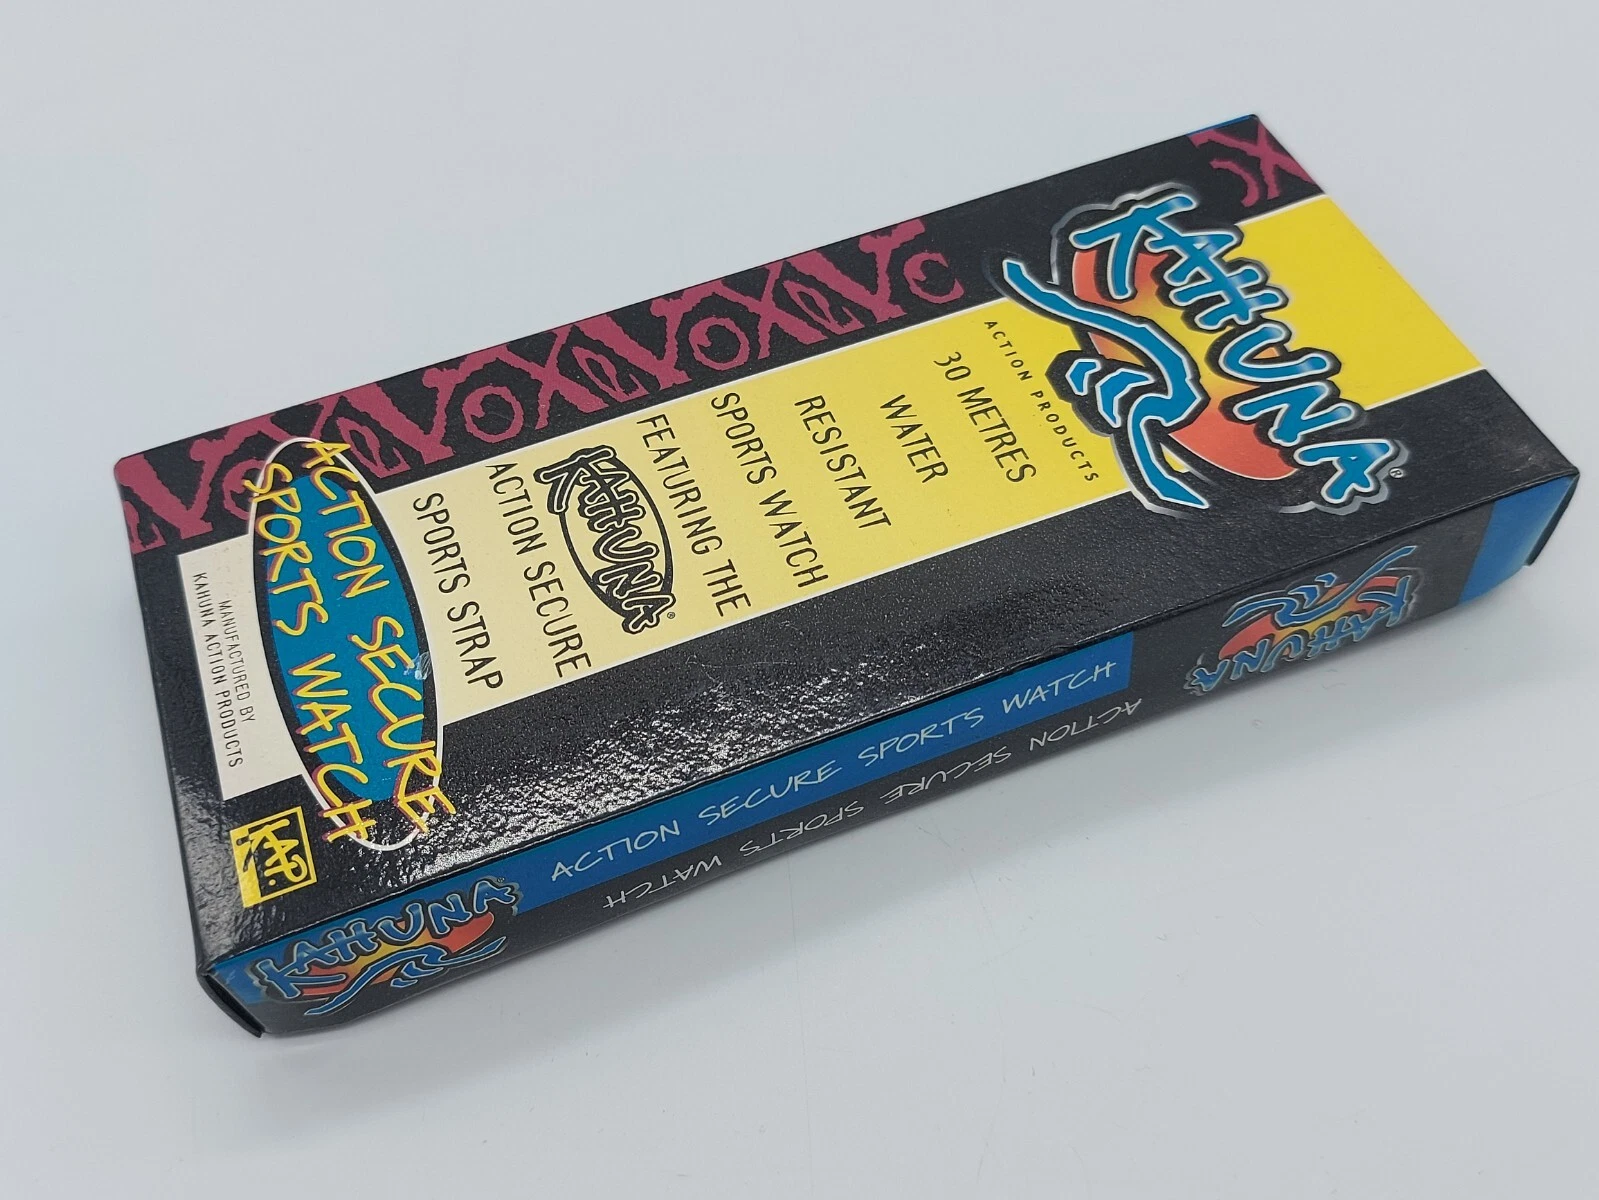 KAHUNA®
ACTION PRODUCTS
30 METRES
WATER
RESISTANT
SPORTS WATCH
FEATURING THE
KAHUNA®
ACTION SECURE
SPORTS STRAP
ACTION SECURE
SPORTS WATCH
MANUFACTURED BY
KAHUNA ACTION PRODUCTS
K.A.P.
KAHUNA®
ACTION SECURE SPORTS WATCH
ACTION SECURE SPORTS WATCH
KAHUNA